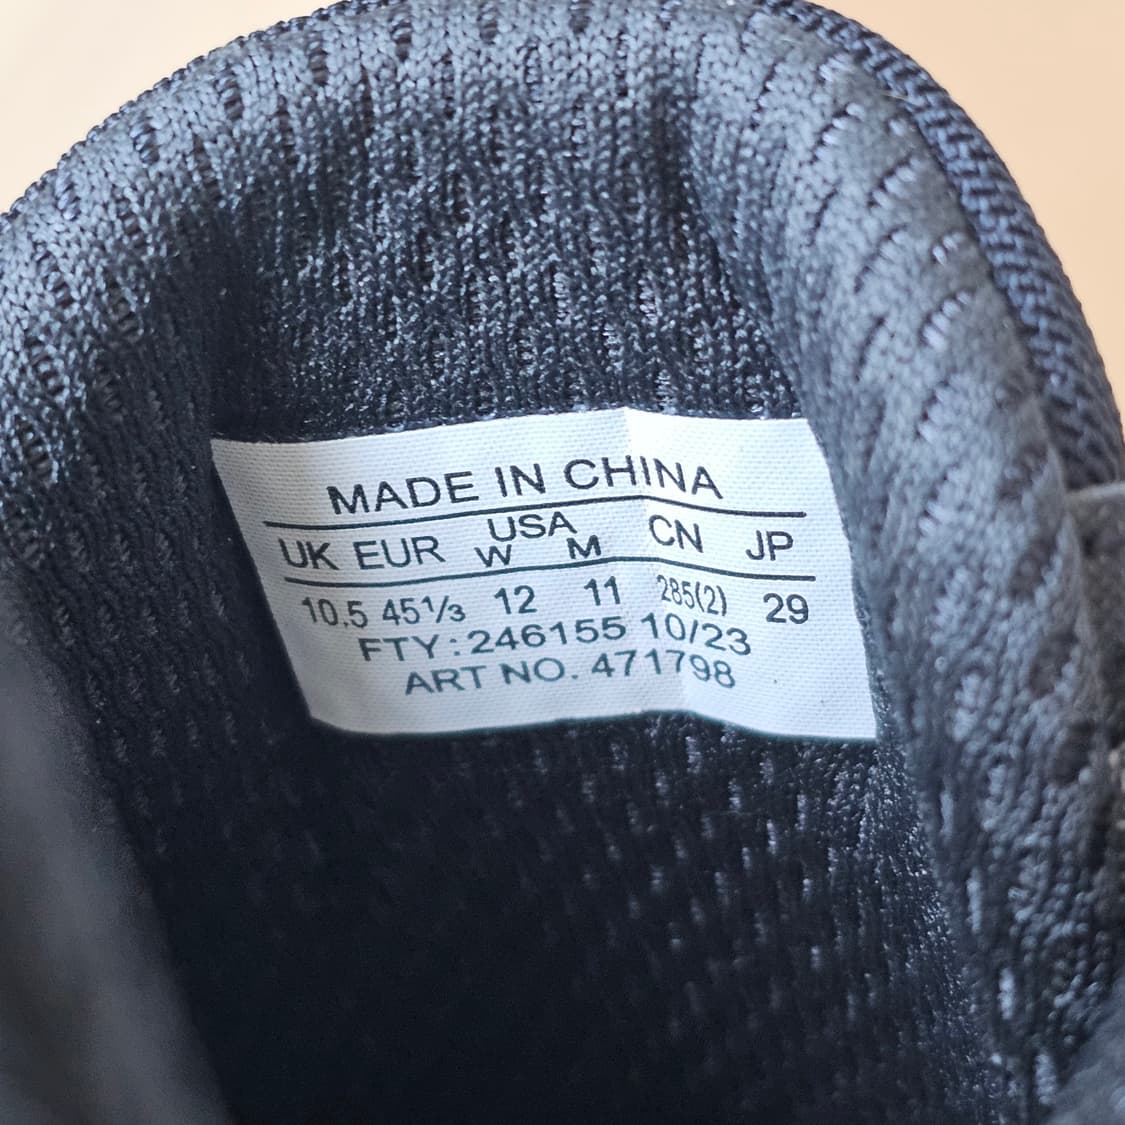 MADE IN CHINA
UK EUR USA W M CN JP
10.5 45⅓ 12 11 285(2) 29
FTY: 246155 10/23
ART NO. 471798